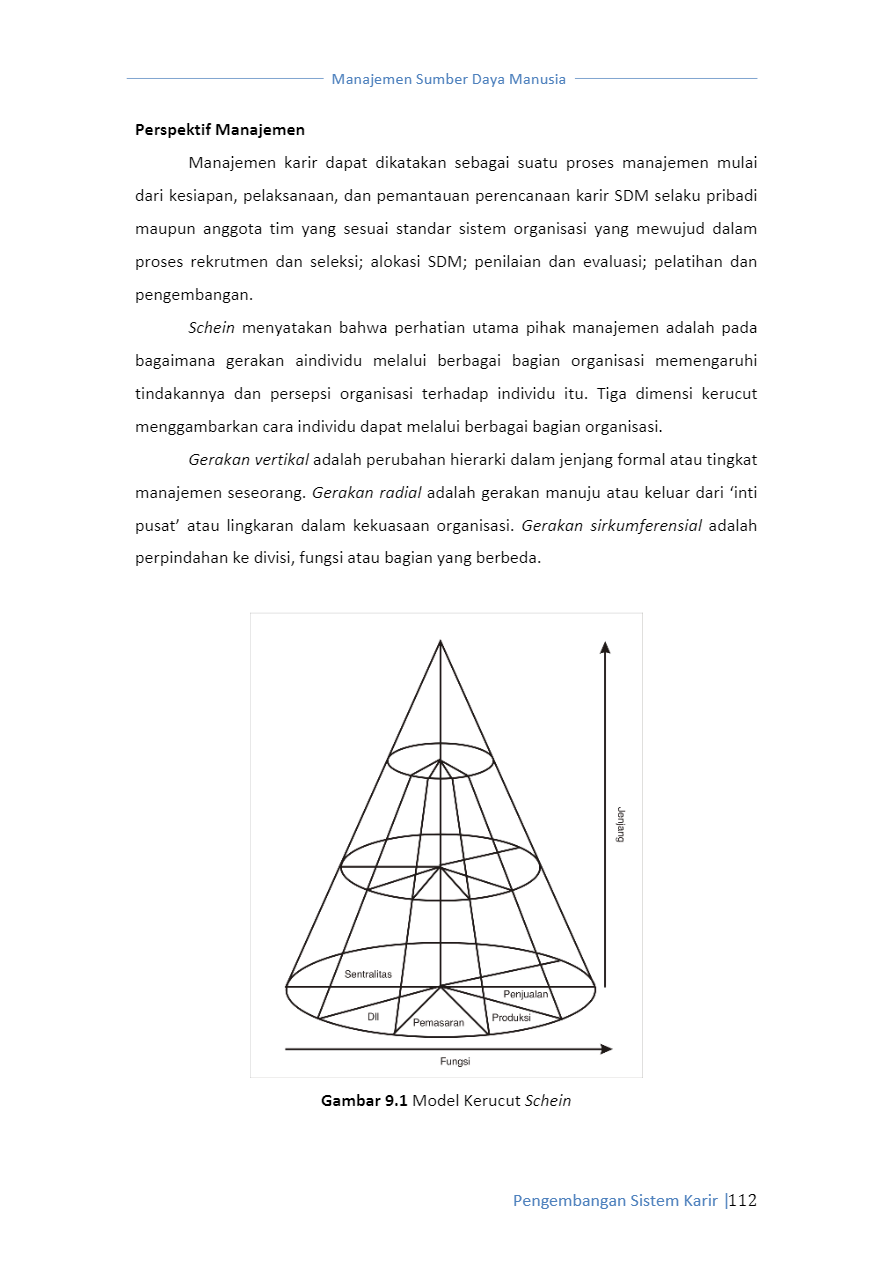 Manajemen Sumber Daya Manusia
Perspektif Manajemen
Manajemen karir dapat dikatakan sebagai suatu proses manajemen mulai
dari kesiapan, pelaksanaan, dan pemantauan perencanaan karir SDM selaku pribadi
maupun anggota tim yang sesuai standar sistem organisasi yang mewujud dalam
proses rekrutmen dan seleksi; alokasi SDM; penilaian dan evaluasi; pelatihan dan
pengembangan.
Schein menyatakan bahwa perhatian utama pihak manajemen adalah pada
bagaimana gerakan aindividu melalui berbagai bagian organisasi memengaruhi
tindakannya dan persepsi organisasi terhadap individu itu. Tiga dimensi kerucut
menggambarkan cara individu dapat melalui berbagai bagian organisasi.
Gerakan vertikal adalah perubahan hierarki dalam jenjang formal atau tingkat
manajemen seseorang. Gerakan radial adalah gerakan manuju atau keluar dari ‘inti
pusat’ atau lingkaran dalam kekuasaan organisasi. Gerakan sirkumferensial adalah
perpindahan ke divisi, fungsi atau bagian yang berbeda.
Jenjang
Sentralitas
Penjualan
Dll
Pemasaran
Produksi
Fungsi
Gambar 9.1 Model Kerucut Schein
Pengembangan Sistem Karir |112